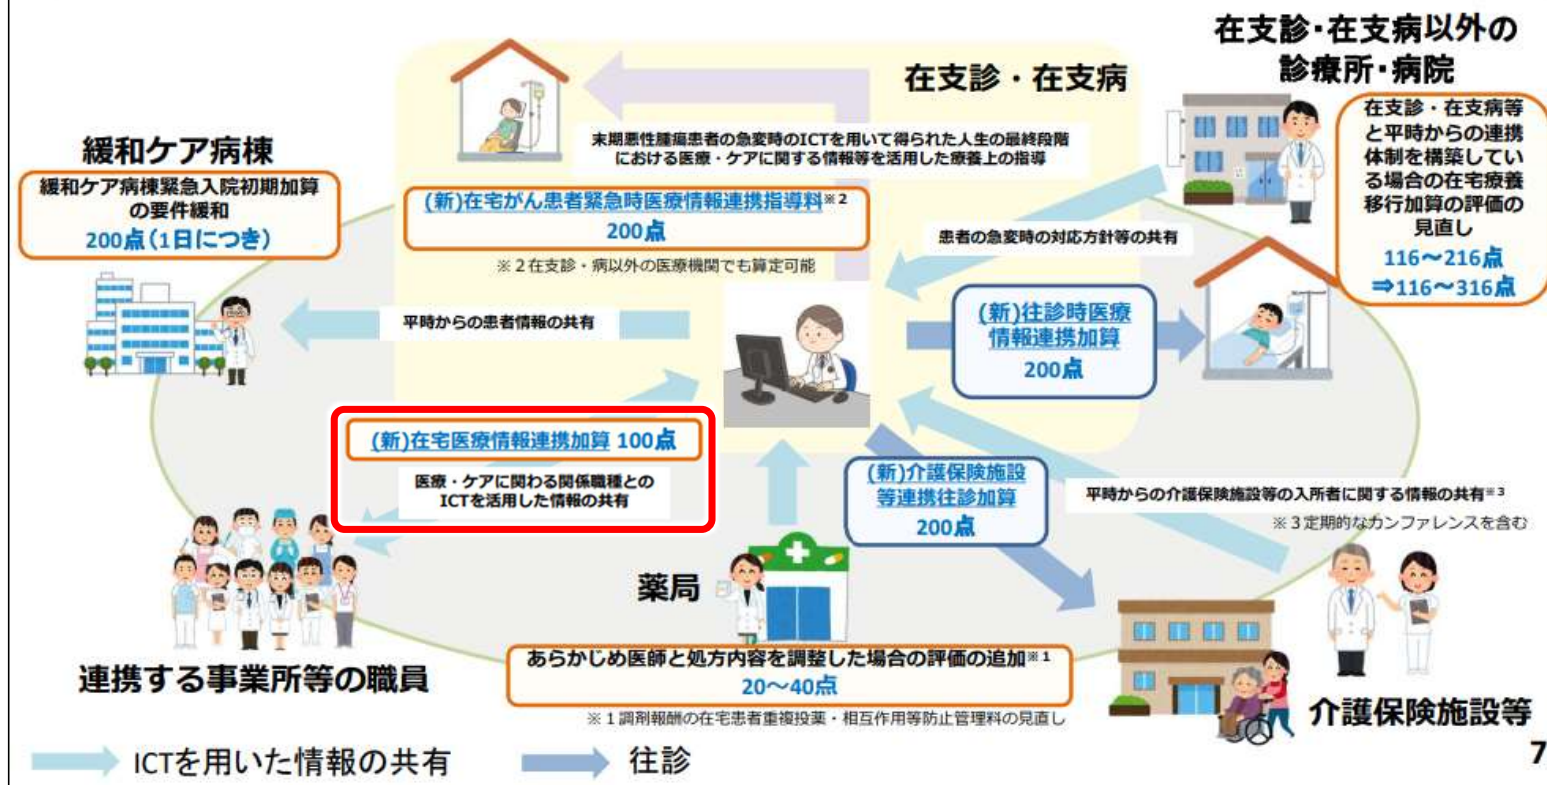 在支診・在支病以外の
診療所・病院
在支診・在支病等
と平時からの連携
体制を構築してい
る場合の在宅療養
移行加算の評価の
見直し
116～216点
⇒116～316点
在支診・在支病
末期悪性腫瘍患者の急変時のICTを用いて得られた人生の最終段階
における医療・ケアに関する情報等を活用した療養上の指導
緩和ケア病棟
緩和ケア病棟緊急入院初期加算
の要件緩和
200点(1日につき)
(新)在宅がん患者緊急時医療情報連携指導料※2
200点
※2在支診・病以外の医療機関でも算定可能
患者の急変時の対応方針等の共有
平時からの患者情報の共有
(新)往診時医療
情報連携加算
200点
(新)在宅医療情報連携加算 100点
医療・ケアに関わる関係職種との
ICTを活用した情報の共有
(新)介護保険施設
等連携往診加算
200点
平時からの介護保険施設等の入所者に関する情報の共有※3
※3定期的なカンファレンスを含む
薬局
連携する事業所等の職員
あらかじめ医師と処方内容を調整した場合の評価の追加※1
20～40点
※1調剤報酬の在宅患者重複投薬・相互作用等防止管理料の見直し
介護保険施設等
ICTを用いた情報の共有
往診
7